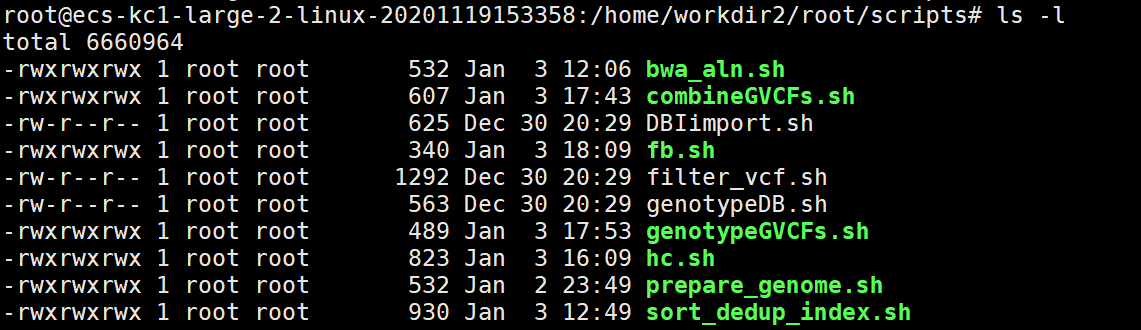 root@ecs-kc1-large-2-linux-20201119153358:/home/workdir2/root/scripts# ls -l
total 6660964
-rwxrwxrwx 1 root root       532 Jan  3 12:06 bwa_aln.sh
-rwxrwxrwx 1 root root       607 Jan  3 17:43 combineGVCFs.sh
-rw-r--r-- 1 root root       625 Dec 30 20:29 DBIimport.sh
-rwxrwxrwx 1 root root       340 Jan  3 18:09 fb.sh
-rw-r--r-- 1 root root      1292 Dec 30 20:29 filter_vcf.sh
-rw-r--r-- 1 root root       563 Dec 30 20:29 genotypeDB.sh
-rwxrwxrwx 1 root root       489 Jan  3 17:53 genotypeGVCFs.sh
-rwxrwxrwx 1 root root       823 Jan  3 16:09 hc.sh
-rwxrwxrwx 1 root root       532 Jan  2 23:49 prepare_genome.sh
-rwxrwxrwx 1 root root       930 Jan  3 12:49 sort_dedup_index.sh